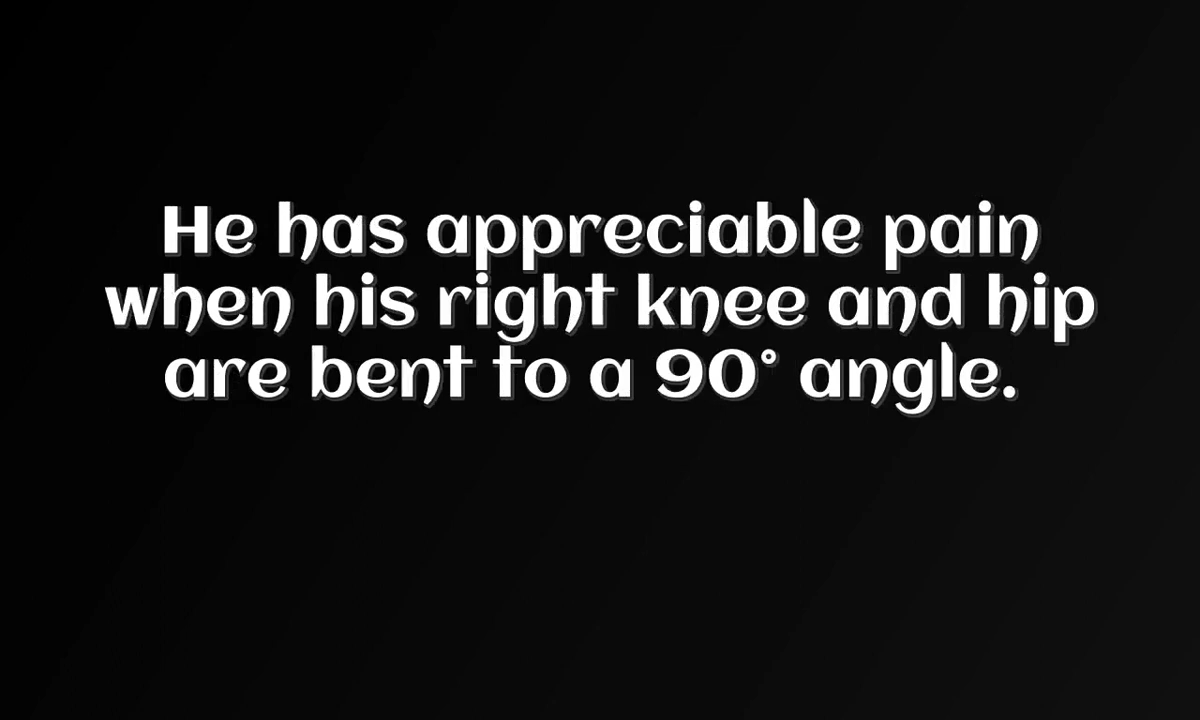 He has appreciable pain
when his right knee and hip
are bent to a 90° angle.